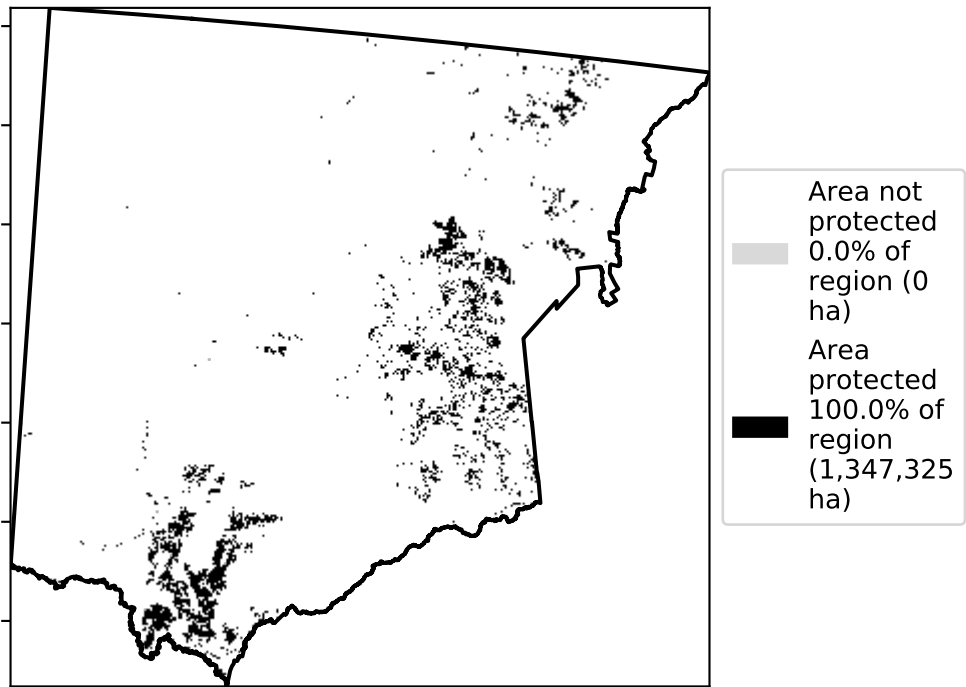 Area not
protected
0.0% of
region (0
ha)
Area
protected
100.0% of
region
(1,347,325
ha)